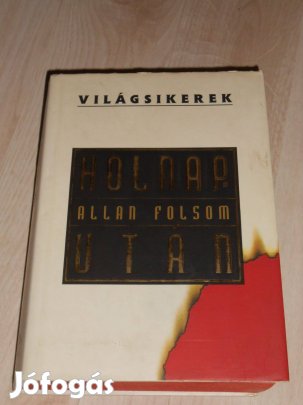 VILÁGSIKEREK
HOLNAP
ALLAN FOLSOM
UTÁN
Jófogás